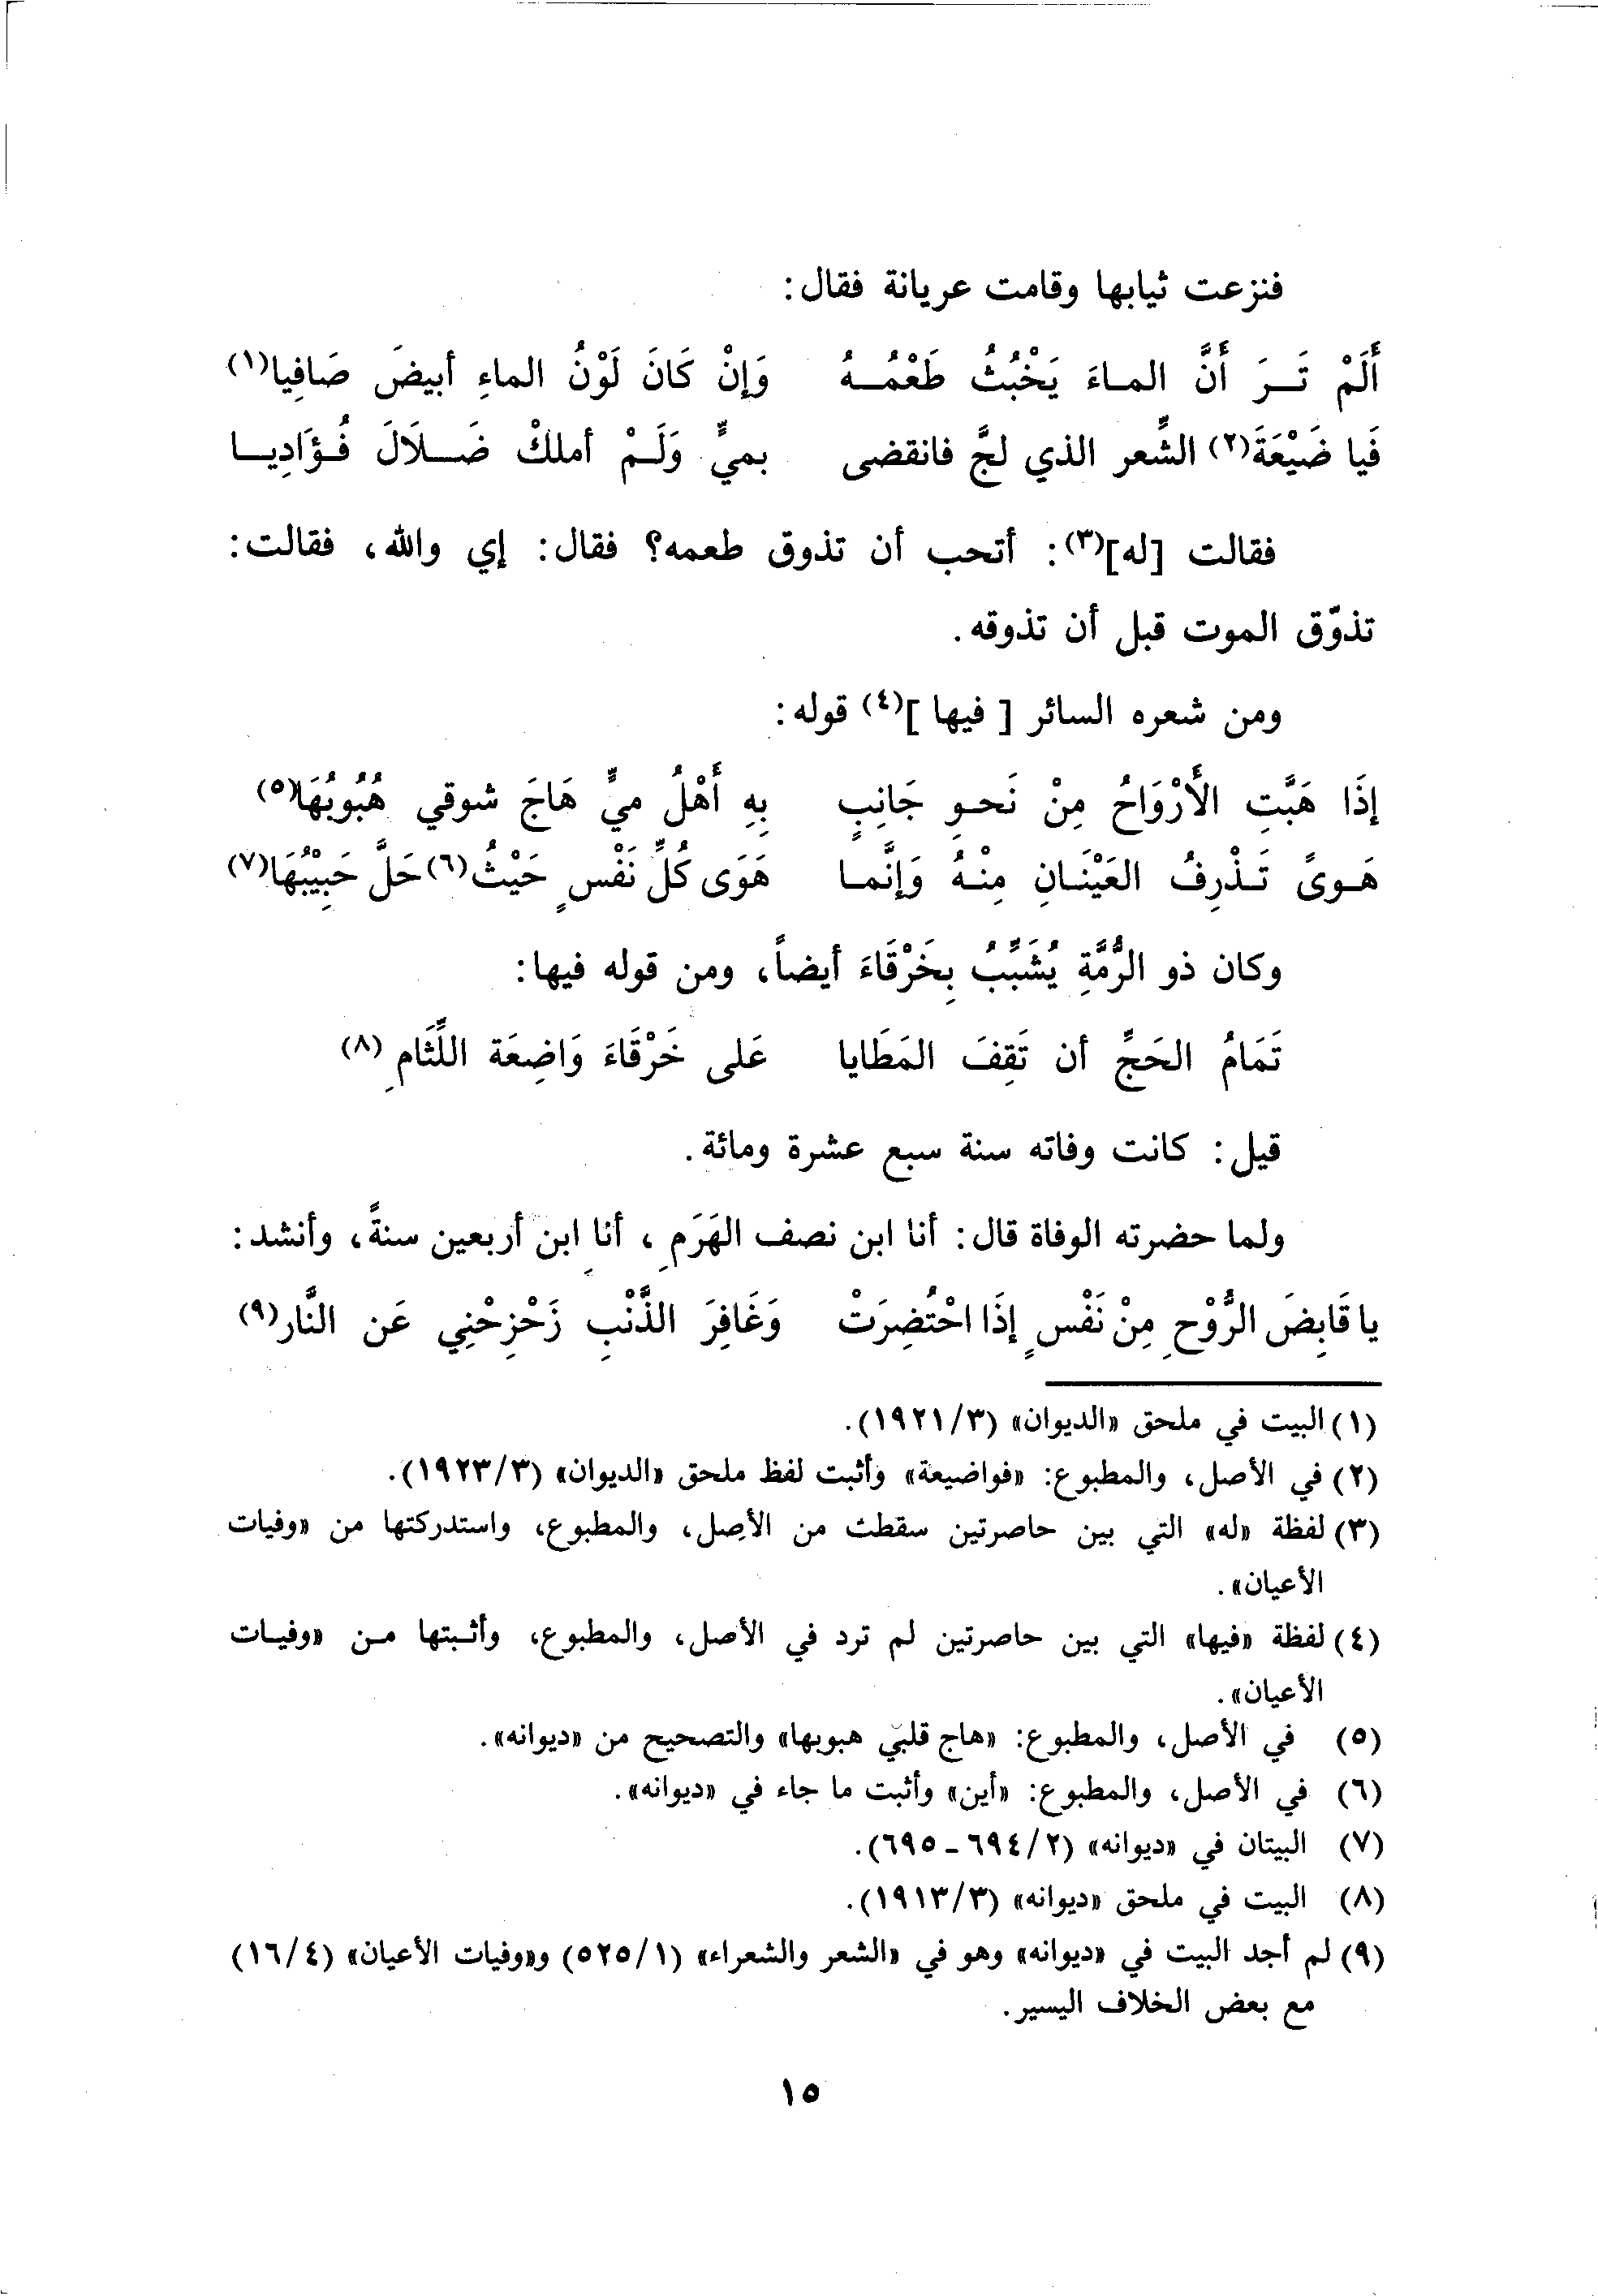 فنزعت ثيابها وقامت عريانة فقال:
أَلَمْ تَـرَ أَنَّ المـاءَ يَخْبُثُ طَعْمُـهُ وَإِنْ كَانَ لَوْنُ الماءِ أبيضَ صَافِيا(١)
فَيا ضَيْعَةَ(٢) الشِّعر الذي لجَّ فانقضى بميٍّ وَلَـمْ أملكْ ضَـلَالَ فُـؤَادِيـا
فقالت [له](٣): أتحب أن تذوق طعمه؟ فقال: إي والله، فقالت:
تذوّق الموت قبل أن تذوقه.
ومن شعره السائر [ فيها ](٤) قوله:
إِذَا هَبَّتِ الأَرْوَاحُ مِنْ نَحـوِ جَانِبٍ بِهِ أَهْلُ ميٍّ هَاجَ شوقي هُبُوبُهَا(٥)
هَـوىً تَـذْرِفُ العَيْنَـانِ مِنْـهُ وَإِنَّمـا هَوَى كُلِّ نَفْسٍ حَيْثُ(٦) حَلَّ حَبِيْبُهَا(٧)
وكان ذو الرُّمَّةِ يُشَبِّبُ بِخَرْقَاءَ أيضاً، ومن قوله فيها:
تَمَامُ الحَجِّ أن تَقِفَ المَطَايا عَلى خَرْقَاءَ وَاضِعَة اللِّثَامِ (٨)
قيل: كانت وفاته سنة سبع عشرة ومائة.
ولما حضرته الوفاة قال: أنا ابن نصف الهَرَمِ، أنا ابن أربعين سنةً، وأنشد:
يا قَابِضَ الرُّوْحِ مِنْ نَفْسٍ إِذَا احْتُضِرَتْ وَغَافِرَ الذَّنْبِ زَحْزِحْنِي عَن النَّار(٩)
(١) البيت في ملحق «الديوان» (١٩٢١/٣).
(٢) في الأصل، والمطبوع: «فواضيعة» وأثبت لفظ ملحق «الديوان» (١٩٢٣/٣).
(٣) لفظة «له» التي بين حاصرتين سقطت من الأصل، والمطبوع، واستدركتها من «وفيات
الأعيان».
(٤) لفظة «فيها» التي بين حاصرتين لم ترد في الأصل، والمطبوع، وأثـبتها مـن «وفيـات
الأعيان».
(٥) في الأصل، والمطبوع: «هاج قلبي هبوبها» والتصحيح من «ديوانه».
(٦) في الأصل، والمطبوع: «أين» وأثبت ما جاء في «ديوانه».
(٧) البيتان في «ديوانه» (٦٩٤/٢ - ٦٩٥).
(٨) البيت في ملحق «ديوانه» (١٩١٣/٣).
(٩) لم أجد البيت في «ديوانه» وهو في «الشعر والشعراء» (٥٢٥/١) و«وفيات الأعيان» (١٦/٤)
مع بعض الخلاف اليسير.
١٥